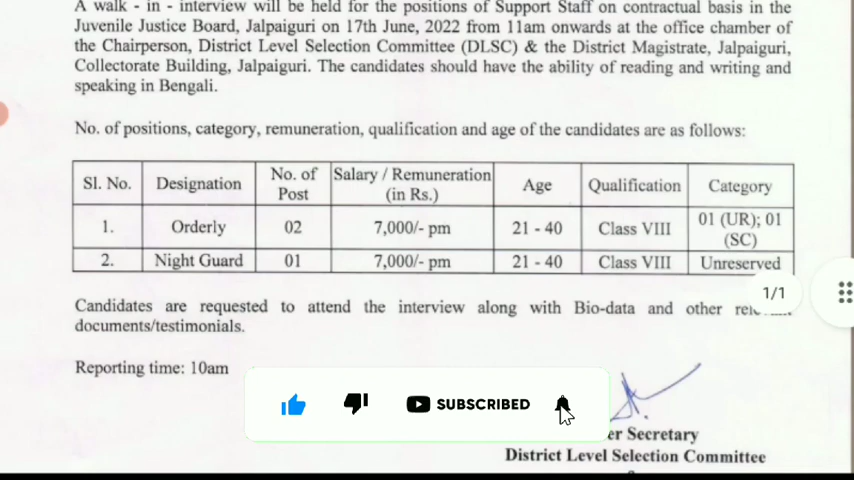 A walk - in - interview will be held for the positions of Support Staff on contractual basis in the
Juvenile Justice Board, Jalpaiguri on 17th June, 2022 from 11am onwards at the office chamber of
the Chairperson, District Level Selection Committee (DLSC) & the District Magistrate, Jalpaiguri,
Collectorate Building, Jalpaiguri. The candidates should have the ability of reading and writing and
speaking in Bengali.
No. of positions, category, remuneration, qualification and age of the candidates are as follows:
Sl. No. Designation No. of Post Salary / Remuneration (in Rs.) Age Qualification Category
1. Orderly 02 7,000/- pm 21 - 40 Class VIII 01 (UR); 01 (SC)
2. Night Guard 01 7,000/- pm 21 - 40 Class VIII Unreserved
1/1
Candidates are requested to attend the interview along with Bio-data and other
documents/testimonials.
Reporting time: 10am
SUBSCRIBED
Secretary
District Level Selection Committee